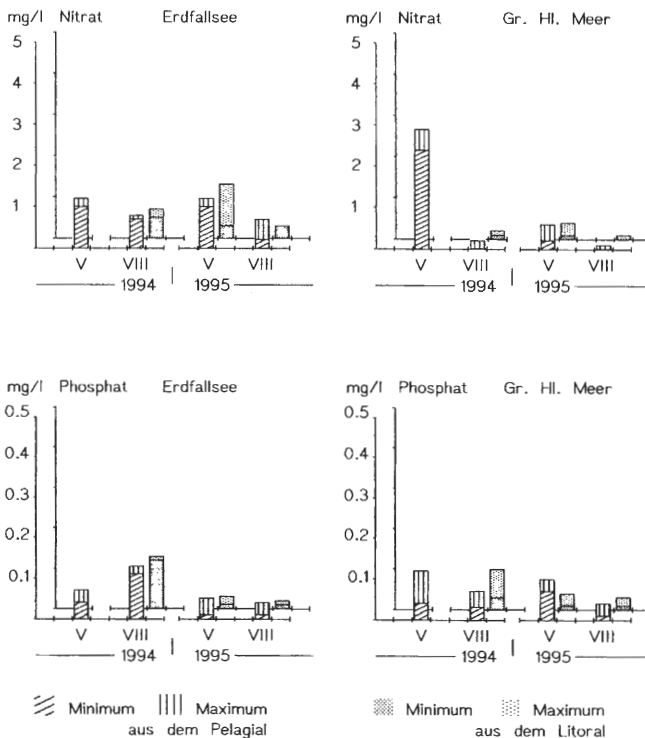 mg/l Nitrat Erdfallsee
5
4
3
2
1
V VIII V VIII
1994 1995
mg/l Nitrat Gr. Hl. Meer
5
4
3
2
1
V VIII V VIII
1994 1995
mg/l Phosphat Erdfallsee
0.5
0.4
0.3
0.2
0.1
V VIII V VIII
1994 1995
mg/l Phosphat Gr. Hl. Meer
0.5
0.4
0.3
0.2
0.1
V VIII V VIII
1994 1995
Minimum Maximum
aus dem Pelagial
Minimum Maximum
aus dem Litoral